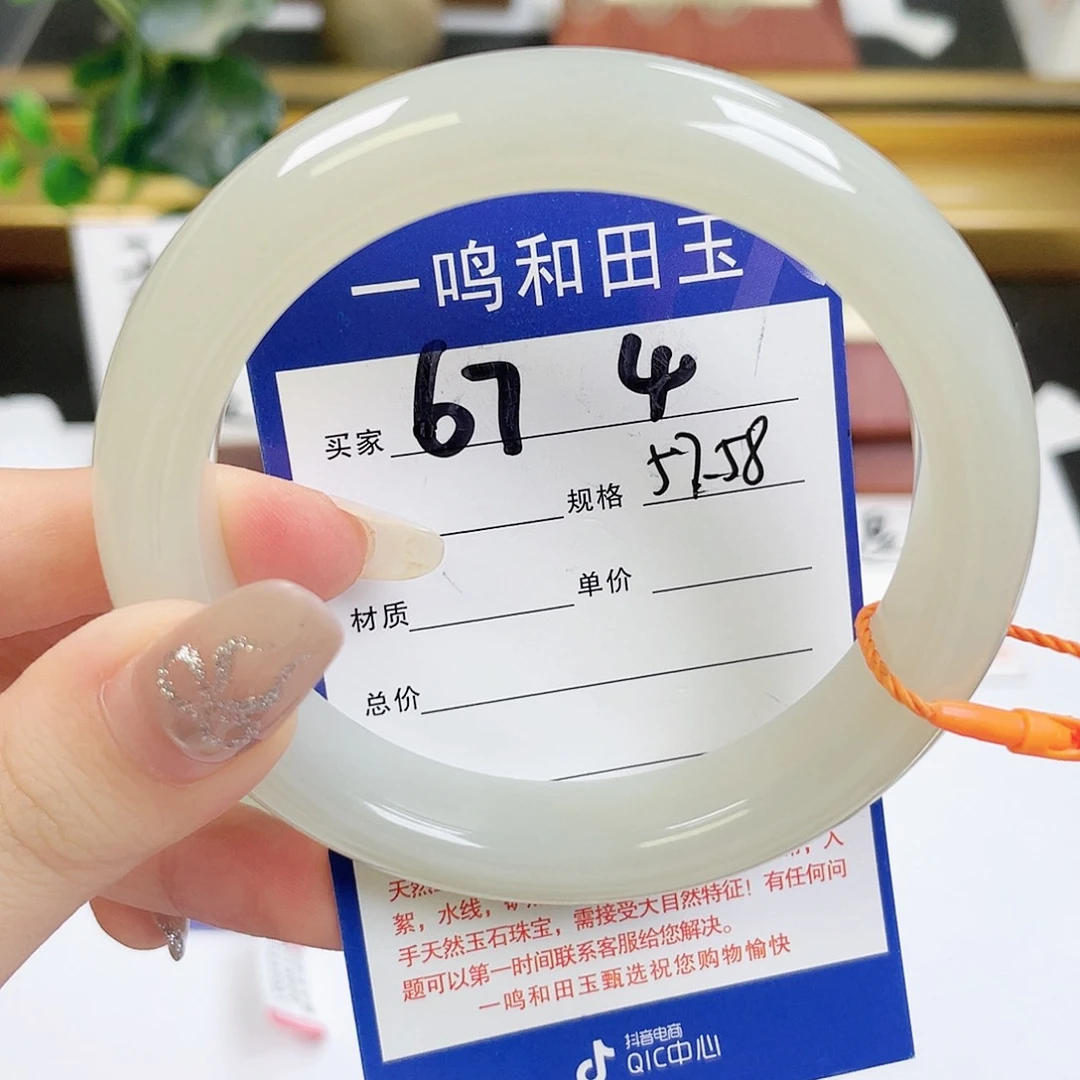 一鸣和田玉
买家 67 4
规格 57-58
材质 单价
总价
天然
絮，水线， 人
手天然玉石珠宝，需接受大自然特征！有任何问
题可以第一时间联系客服给您解决。
一鸣和田玉甄选祝您购物愉快
抖音电商
QIC中心